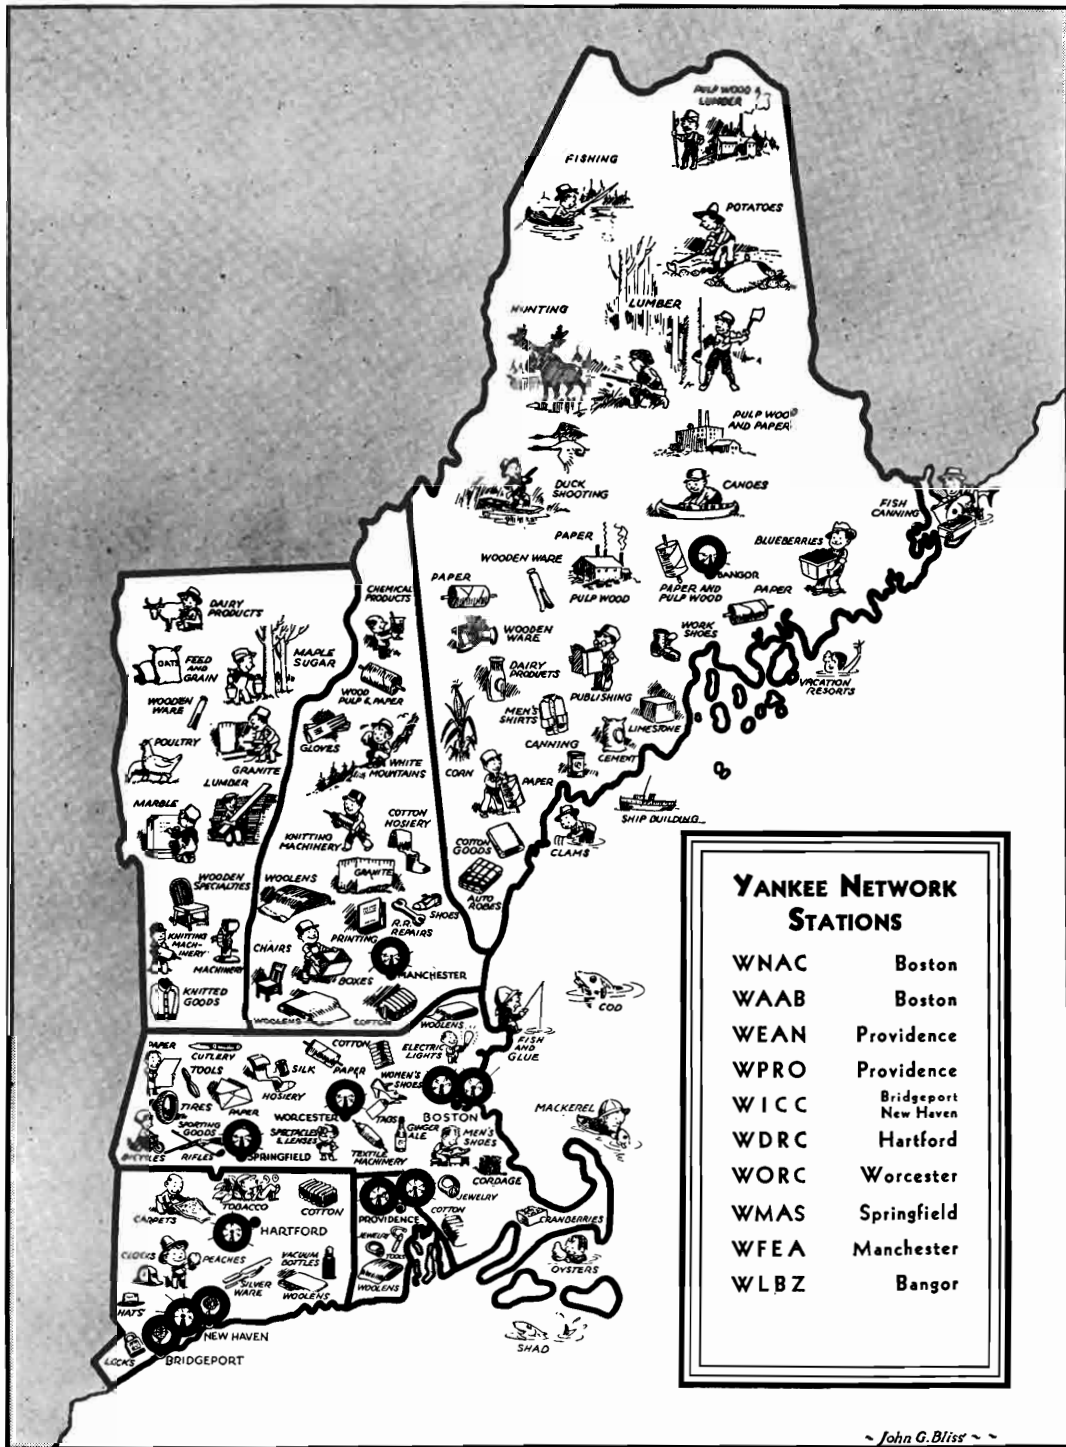 PULP WOOD &
LUMBER
FISHING
POTATOES
HUNTING
LUMBER
PULP WOOD
AND PAPER
DUCK
SHOOTING
CANOES
FISH
CANNING
PAPER
WOODEN WARE
BLUEBERRIES
PAPER
PULP WOOD
BANGOR
PAPER AND
PULP WOOD
PAPER
WOODEN
WARE
WORK
SHOES
DAIRY
PRODUCTS
PUBLISHING
VACATION
RESORTS
MEN'S
SHIRTS
LIMESTONE
CANNING
CEMENT
CORN
PAPER
SHIP BUILDING
CLAMS
COTTON
GOODS
AUTO
ROBES
CHEMICAL
PRODUCTS
WOOD
PULP & PAPER
GLOVES
WHITE
MOUNTAINS
COTTON
HOSIERY
KNITTING
MACHINERY
WOOLENS
GRANITE
SHOES
R.R.
REPAIRS
PRINTING
CHAIRS
BOXES
MANCHESTER
WOOLENS
COTTON
DAIRY
PRODUCTS
OATS
FEED
AND
GRAIN
MAPLE
SUGAR
WOODEN
WARE
POULTRY
GRANITE
LUMBER
MARBLE
WOODEN
SPECIALTIES
KNITTING
MACH-
INERY
MACHINERY
KNITTED
GOODS
WOOLENS
FISH
AND
GLUE
COD
PAPER
CUTLERY
TOOLS
SILK
HOSIERY
COTTON
PAPER
ELECTRIC
LIGHTS
WOMEN'S
SHOES
TIRES
PAPER
WORCESTER
TAGS
BOSTON
GINGER
ALE
MEN'S
SHOES
SPORTING
GOODS
SPECTACLES
& LENSES
BICYCLES
RIFLES
SPRINGFIELD
TEXTILE
MACHINERY
CORDAGE
MACKEREL
JEWELRY
COTTON
CRANBERRIES
OYSTERS
SHAD
CARPETS
TOBACCO
COTTON
HARTFORD
CLOCKS
PEACHES
VACUUM
BOTTLES
SILVER
WARE
WOOLENS
HATS
NEW HAVEN
LOCKS
BRIDGEPORT
PROVIDENCE
JEWELRY
TOOLS
WOOLENS
YANKEE NETWORK
STATIONS
WNAC Boston
WAAB Boston
WEAN Providence
WPRO Providence
WICC Bridgeport
New Haven
WDRC Hartford
WORC Worcester
WMAS Springfield
WFEA Manchester
WLBZ Bangor
~ John G. Bliss ~ ~